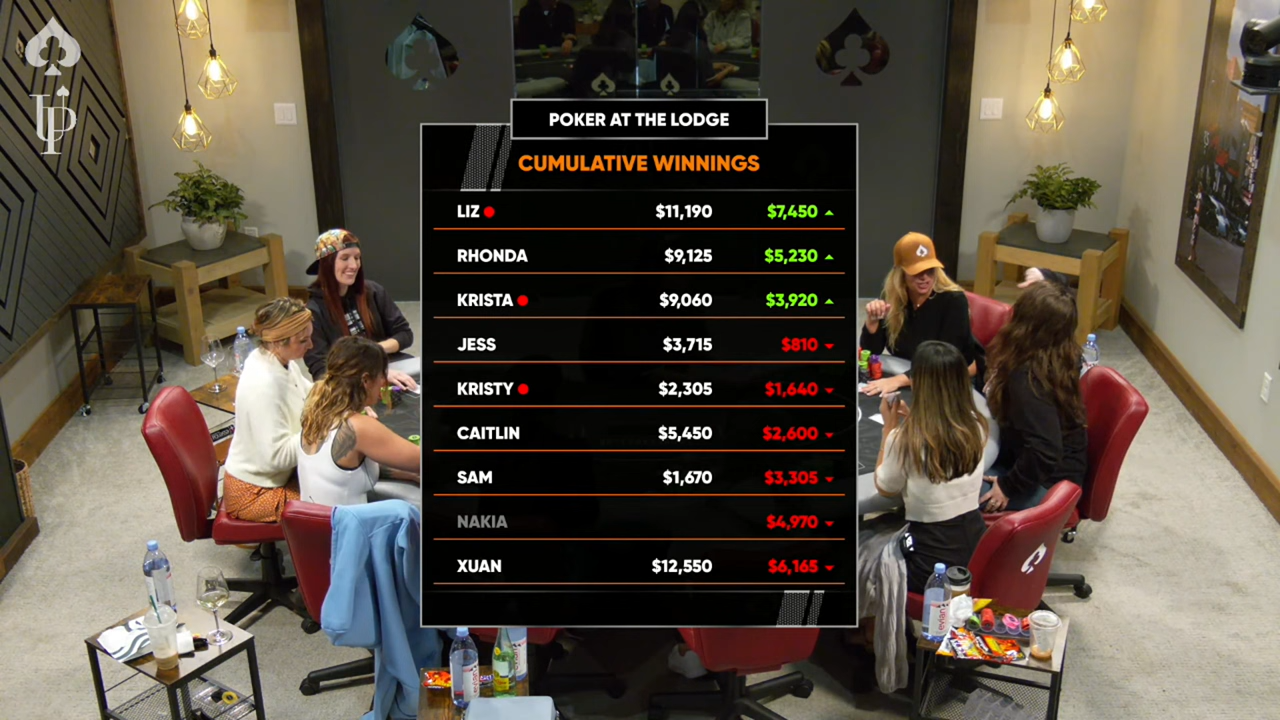 UP
POKER AT THE LODGE
CUMULATIVE WINNINGS
LIZ $11,190 $7,450
RHONDA $9,125 $5,230
KRISTA $9,060 $3,920
JESS $3,715 $810
KRISTY $2,305 $1,640
CAITLIN $5,450 $2,600
SAM $1,670 $3,305
NAKIA $4,970
XUAN $12,550 $6,165
evian